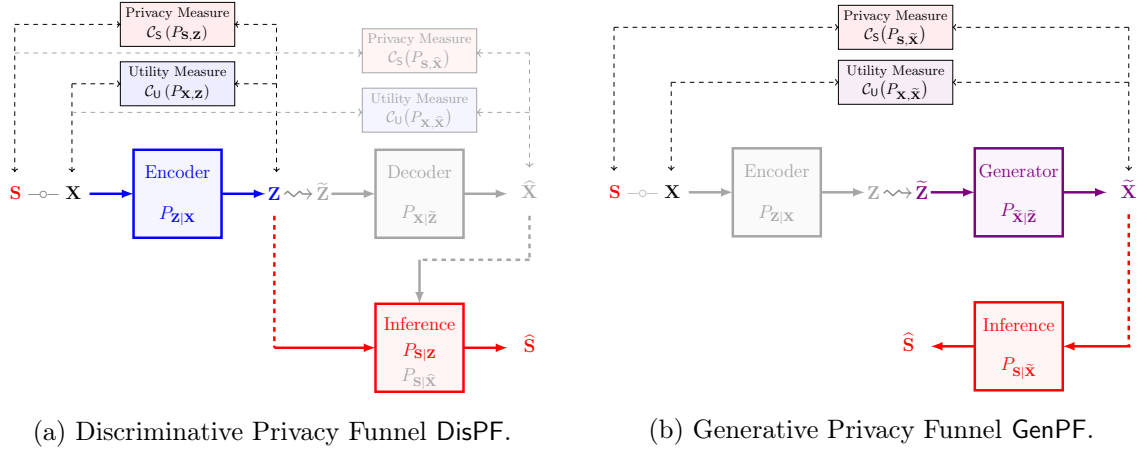 Privacy Measure
C_S (P_{S,Z})
Utility Measure
C_U (P_{X,Z})
Privacy Measure
C_S (P_{S,X̂})
Utility Measure
C_U (P_{X,X̂})
S X
Encoder
P_{Z|X}
Z Z̃
Decoder
P_{X|Z̃}
X̂
Inference
P_{S|Z}
P_{S|X̂}
Ŝ
(a) Discriminative Privacy Funnel DisPF.
Privacy Measure
C_S (P_{S,X̃})
Utility Measure
C_U (P_{X,X̃})
S X
Encoder
P_{Z|X}
Z Z̃
Generator
P_{X̃|Z̃}
X̃
Inference
P_{S|X̃}
Ŝ
(b) Generative Privacy Funnel GenPF.